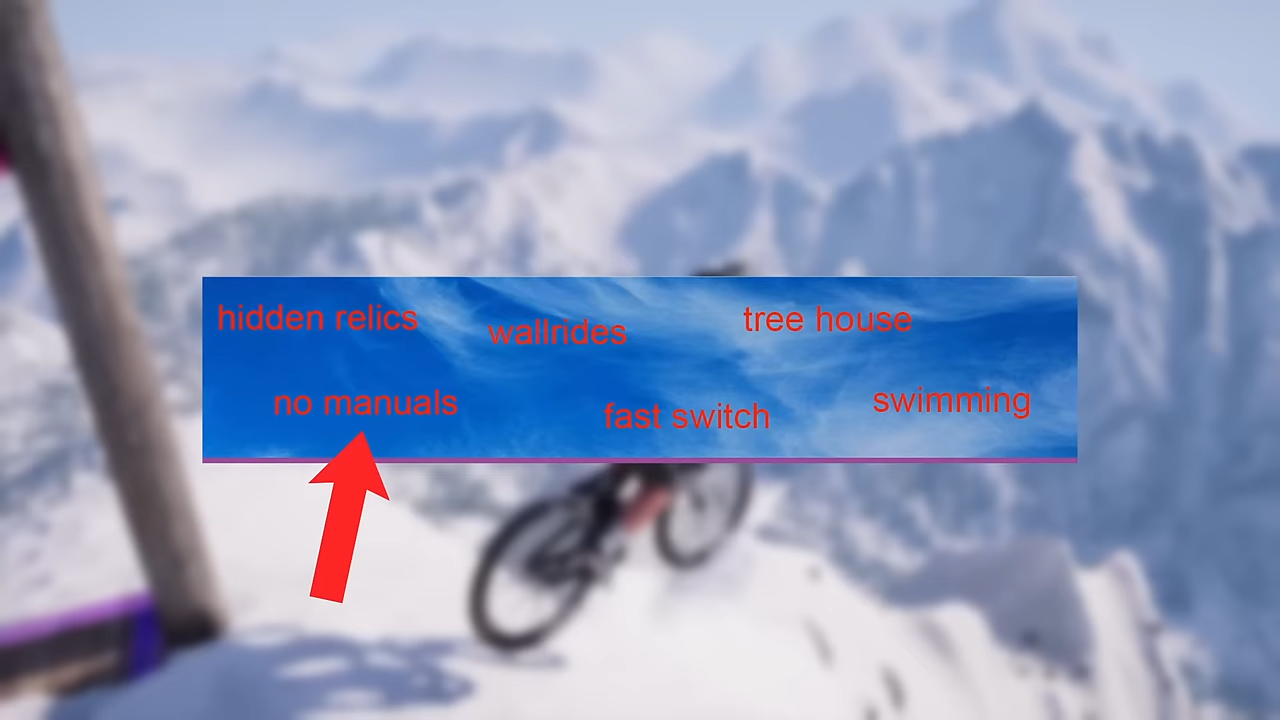 hidden relics
wallrides
tree house
no manuals
fast switch
swimming